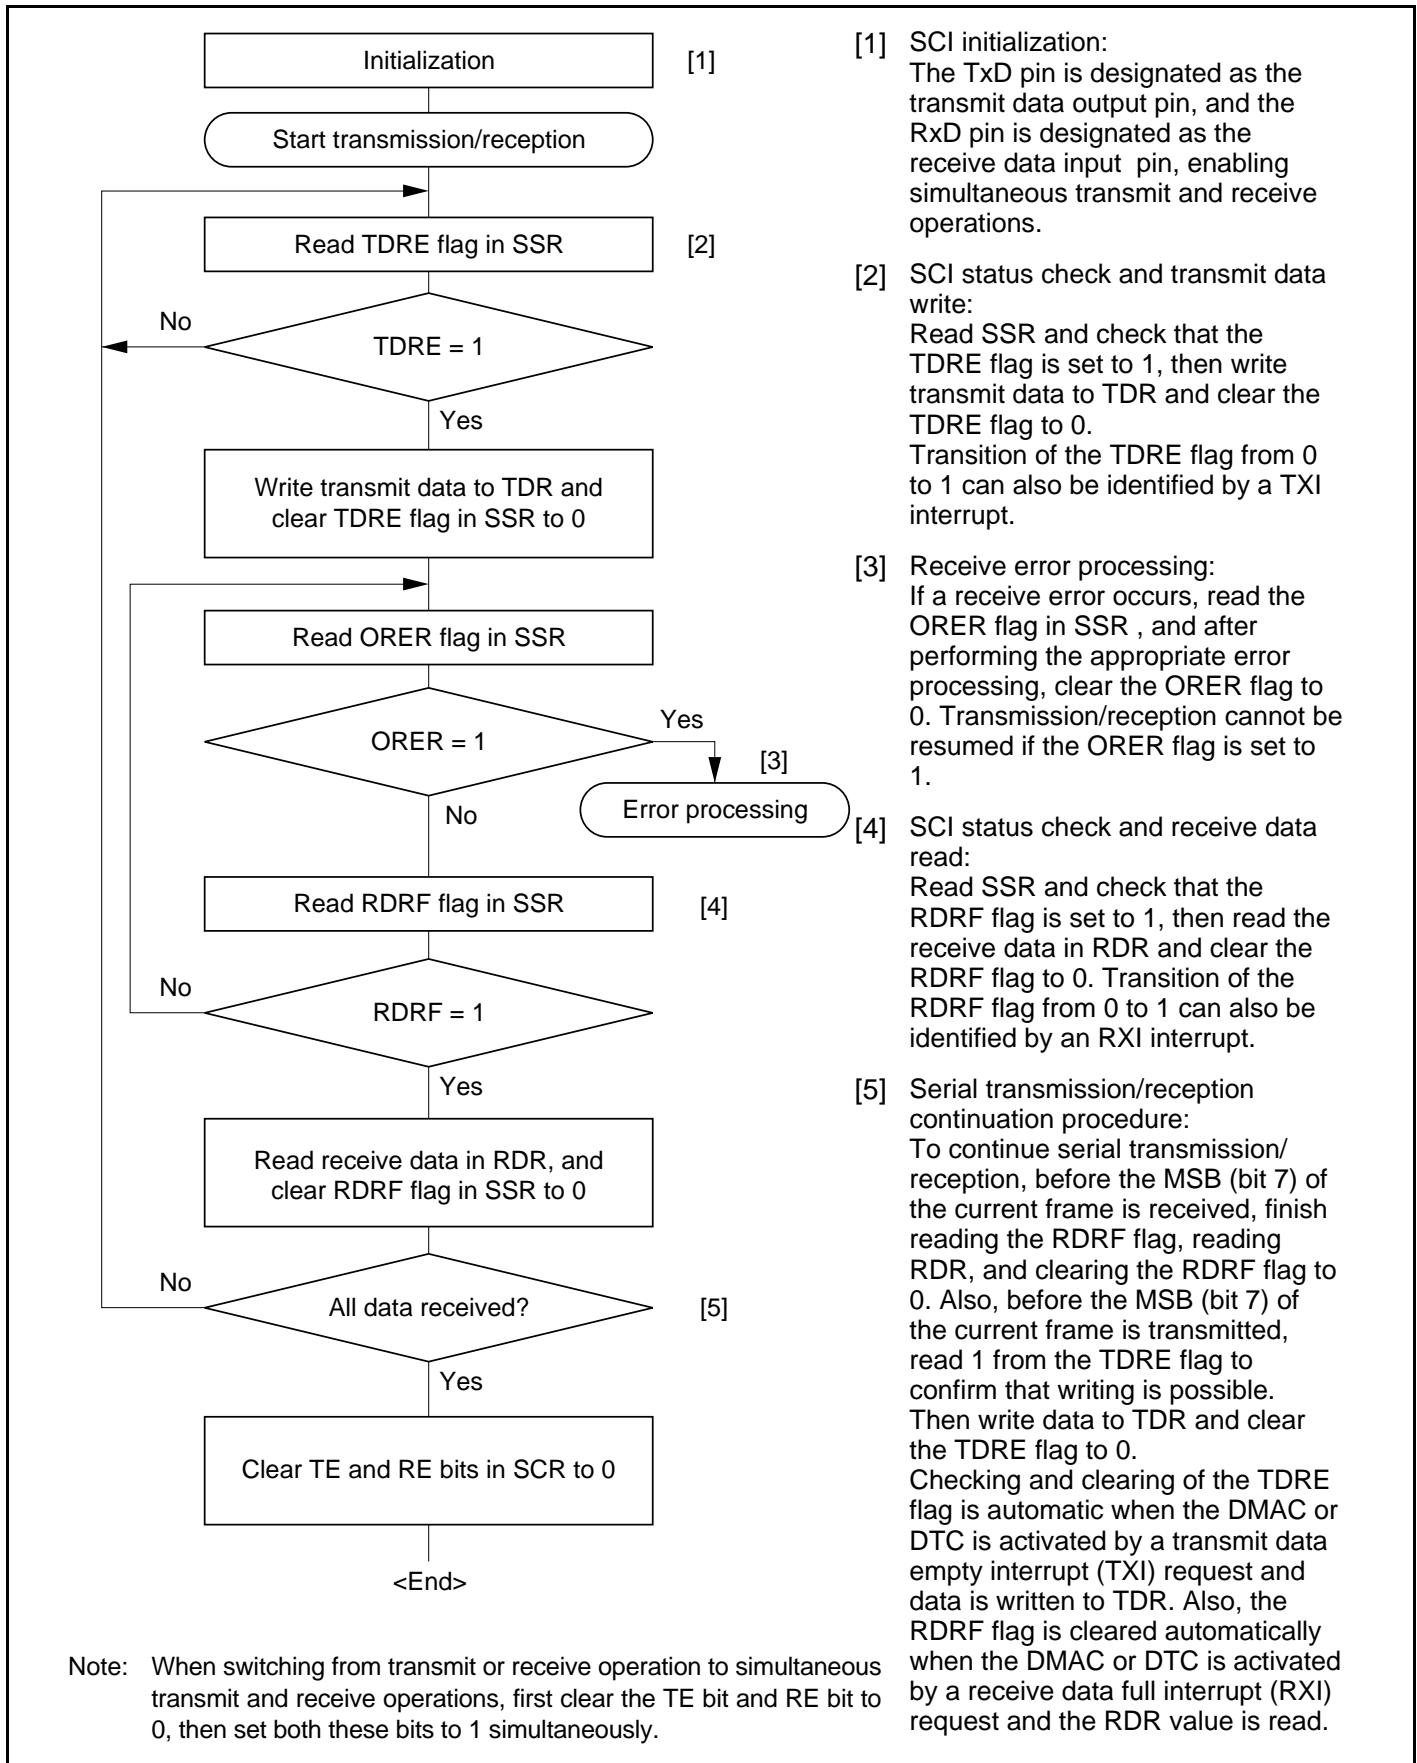 Initialization
[1]
Start transmission/reception
Read TDRE flag in SSR
[2]
No
TDRE = 1
Yes
Write transmit data to TDR and
clear TDRE flag in SSR to 0
Read ORER flag in SSR
ORER = 1
Yes
[3]
Error processing
No
Read RDRF flag in SSR
[4]
No
RDRF = 1
Yes
Read receive data in RDR, and
clear RDRF flag in SSR to 0
No
All data received?
[5]
Yes
Clear TE and RE bits in SCR to 0
<End>
[1] SCI initialization:
The TxD pin is designated as the
transmit data output pin, and the
RxD pin is designated as the
receive data input pin, enabling
simultaneous transmit and receive
operations.
[2] SCI status check and transmit data
write:
Read SSR and check that the
TDRE flag is set to 1, then write
transmit data to TDR and clear the
TDRE flag to 0.
Transition of the TDRE flag from 0
to 1 can also be identified by a TXI
interrupt.
[3] Receive error processing:
If a receive error occurs, read the
ORER flag in SSR , and after
performing the appropriate error
processing, clear the ORER flag to
0. Transmission/reception cannot be
resumed if the ORER flag is set to
1.
[4] SCI status check and receive data
read:
Read SSR and check that the
RDRF flag is set to 1, then read the
receive data in RDR and clear the
RDRF flag to 0. Transition of the
RDRF flag from 0 to 1 can also be
identified by an RXI interrupt.
[5] Serial transmission/reception
continuation procedure:
To continue serial transmission/
reception, before the MSB (bit 7) of
the current frame is received, finish
reading the RDRF flag, reading
RDR, and clearing the RDRF flag to
0. Also, before the MSB (bit 7) of
the current frame is transmitted,
read 1 from the TDRE flag to
confirm that writing is possible.
Then write data to TDR and clear
the TDRE flag to 0.
Checking and clearing of the TDRE
flag is automatic when the DMAC or
DTC is activated by a transmit data
empty interrupt (TXI) request and
data is written to TDR. Also, the
RDRF flag is cleared automatically
when the DMAC or DTC is activated
by a receive data full interrupt (RXI)
request and the RDR value is read.
Note: When switching from transmit or receive operation to simultaneous
transmit and receive operations, first clear the TE bit and RE bit to
0, then set both these bits to 1 simultaneously.